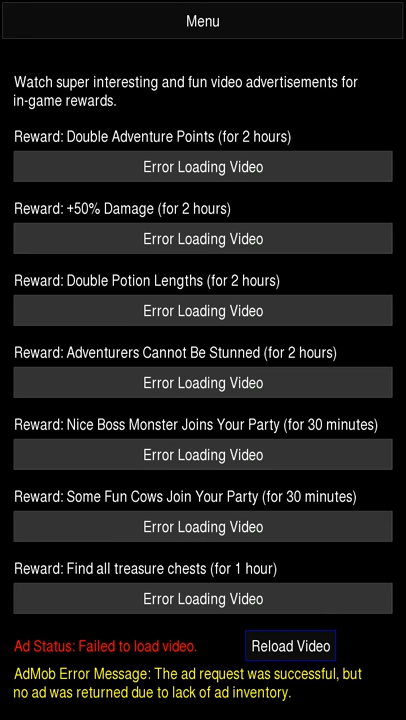 Menu
Watch super interesting and fun video advertisements for
in-game rewards.
Reward: Double Adventure Points (for 2 hours)
Error Loading Video
Reward: +50% Damage (for 2 hours)
Error Loading Video
Reward: Double Potion Lengths (for 2 hours)
Error Loading Video
Reward: Adventurers Cannot Be Stunned (for 2 hours)
Error Loading Video
Reward: Nice Boss Monster Joins Your Party (for 30 minutes)
Error Loading Video
Reward: Some Fun Cows Join Your Party (for 30 minutes)
Error Loading Video
Reward: Find all treasure chests (for 1 hour)
Error Loading Video
Ad Status: Failed to load video.
Reload Video
AdMob Error Message: The ad request was successful, but
no ad was returned due to lack of ad inventory.